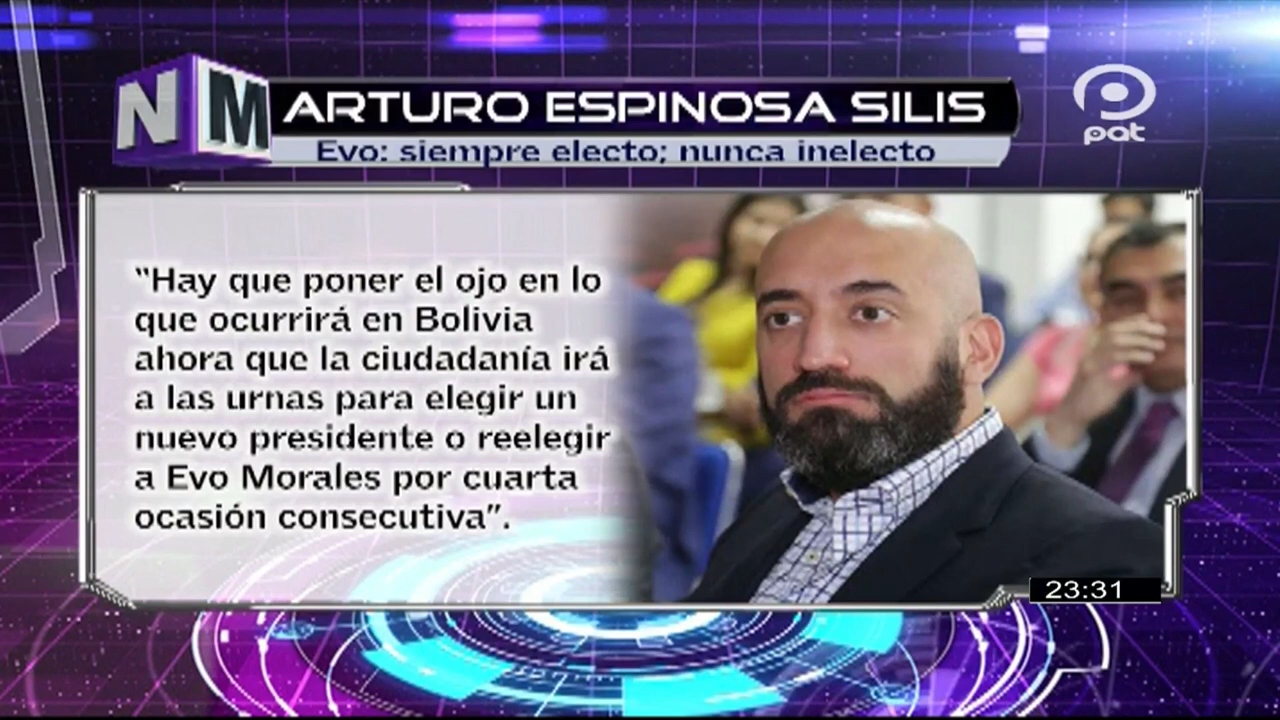 NM
ARTURO ESPINOSA SILIS
Evo: siempre electo; nunca inelecto
pat
"Hay que poner el ojo en lo
que ocurrirá en Bolivia
ahora que la ciudadanía irá
a las urnas para elegir un
nuevo presidente o reelegir
a Evo Morales por cuarta
ocasión consecutiva".
23:31